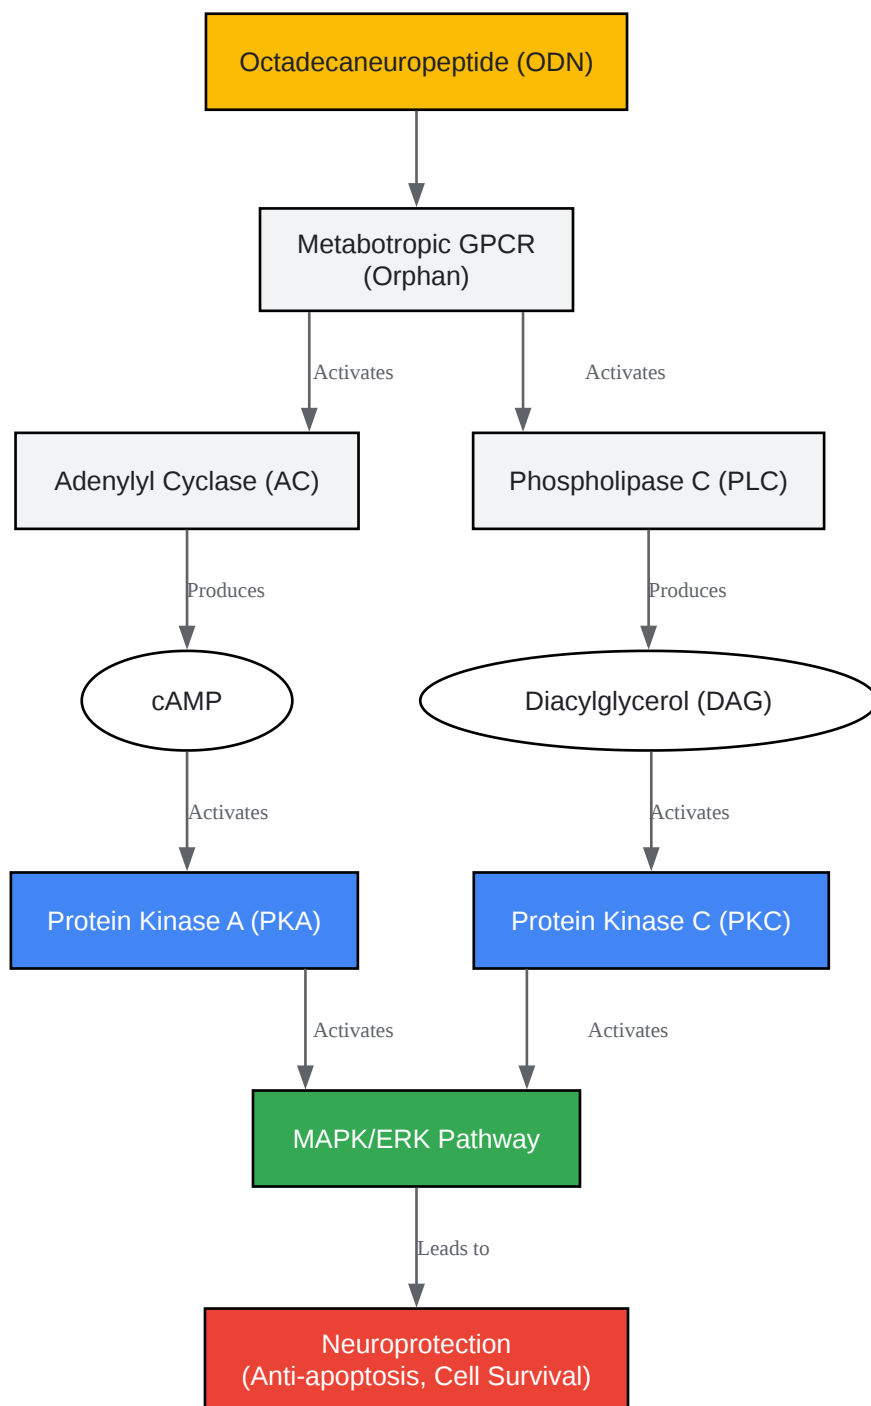 Octadecaneuropeptide (ODN)
Metabotropic GPCR
(Orphan)
Activates
Activates
Adenylyl Cyclase (AC)
Phospholipase C (PLC)
Produces
Produces
cAMP
Diacylglycerol (DAG)
Activates
Activates
Protein Kinase A (PKA)
Protein Kinase C (PKC)
Activates
Activates
MAPK/ERK Pathway
Leads to
Neuroprotection
(Anti-apoptosis, Cell Survival)